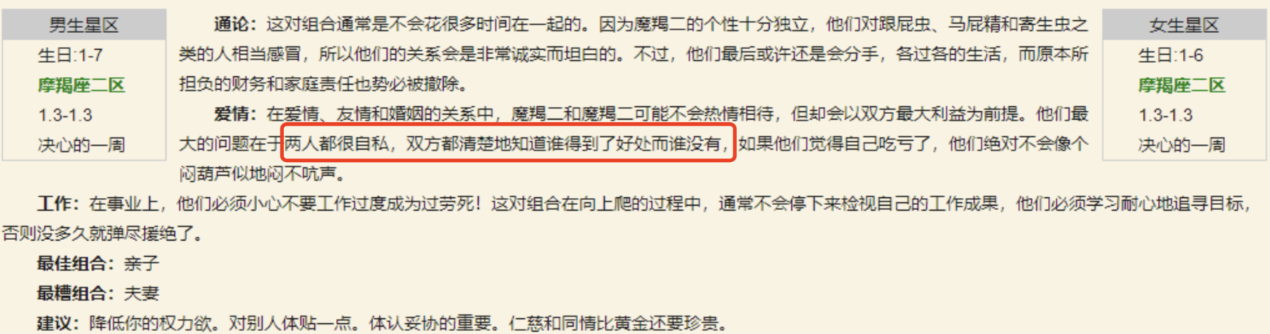 男生星区
生日:1-7
摩羯座二区
1.3-1.3
决心的一周
通论：这对组合通常是不会花很多时间在一起的。因为魔羯二的个性十分独立，他们对跟屁虫、马屁精和寄生虫之
类的人相当感冒，所以他们的关系会是非常诚实而坦白的。不过，他们最后或许还是会分手，各过各的生活，而原本所
担负的财务和家庭责任也势必被撤除。
爱情：在爱情、友情和婚姻的关系中，魔羯二和魔羯二可能不会热情相待，但却会以双方最大利益为前提。他们最
大的问题在于两人都很自私，双方都清楚地知道谁得到了好处而谁没有，如果他们觉得自己吃亏了，他们绝对不会像个
闷葫芦似地闷不吭声。
女生星区
生日:1-6
摩羯座二区
1.3-1.3
决心的一周
工作：在事业上，他们必须小心不要工作过度成为过劳死！这对组合在向上爬的过程中，通常不会停下来检视自己的工作成果，他们必须学习耐心地追寻目标，
否则没多久就弹尽援绝了。
最佳组合：亲子
最糟组合：夫妻
建议：降低你的权力欲。对别人体贴一点。体认妥协的重要。仁慈和同情比黄金还要珍贵。